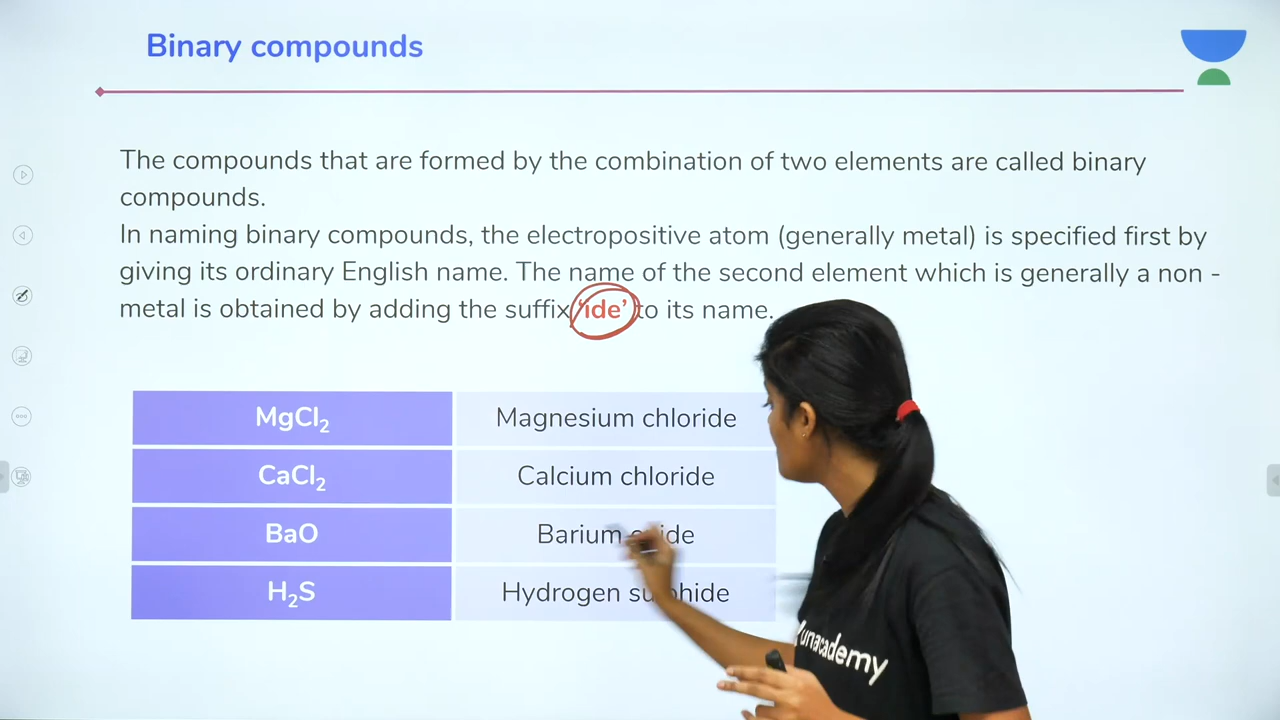 Binary compounds
The compounds that are formed by the combination of two elements are called binary
compounds.
In naming binary compounds, the electropositive atom (generally metal) is specified first by
giving its ordinary English name. The name of the second element which is generally a non -
metal is obtained by adding the suffix 'ide' to its name.
MgCl₂ Magnesium chloride
CaCl₂ Calcium chloride
BaO Barium oxide
H₂S Hydrogen sulphide
unacademy